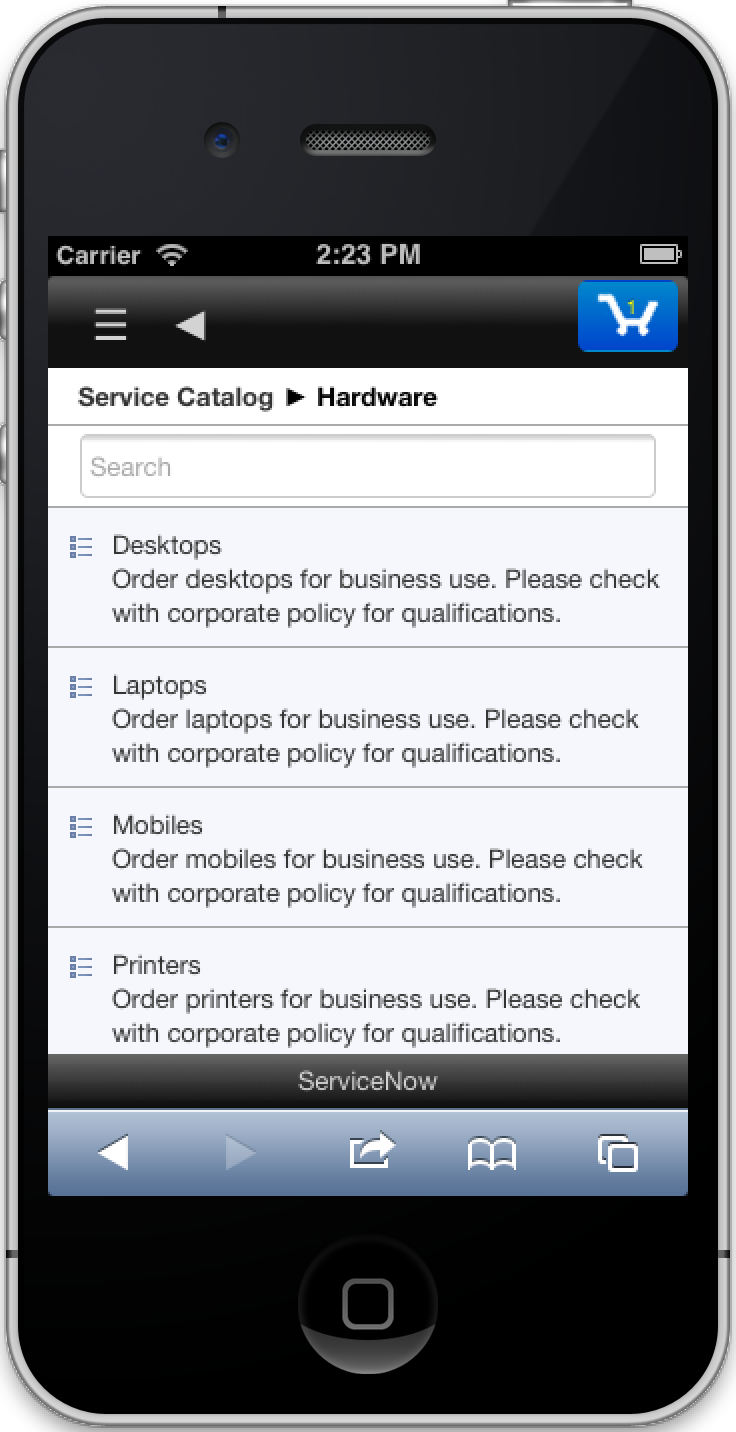 Carrier 2:23 PM
1
Service Catalog ► Hardware
Search
Desktops
Order desktops for business use. Please check
with corporate policy for qualifications.
Laptops
Order laptops for business use. Please check
with corporate policy for qualifications.
Mobiles
Order mobiles for business use. Please check
with corporate policy for qualifications.
Printers
Order printers for business use. Please check
with corporate policy for qualifications.
ServiceNow